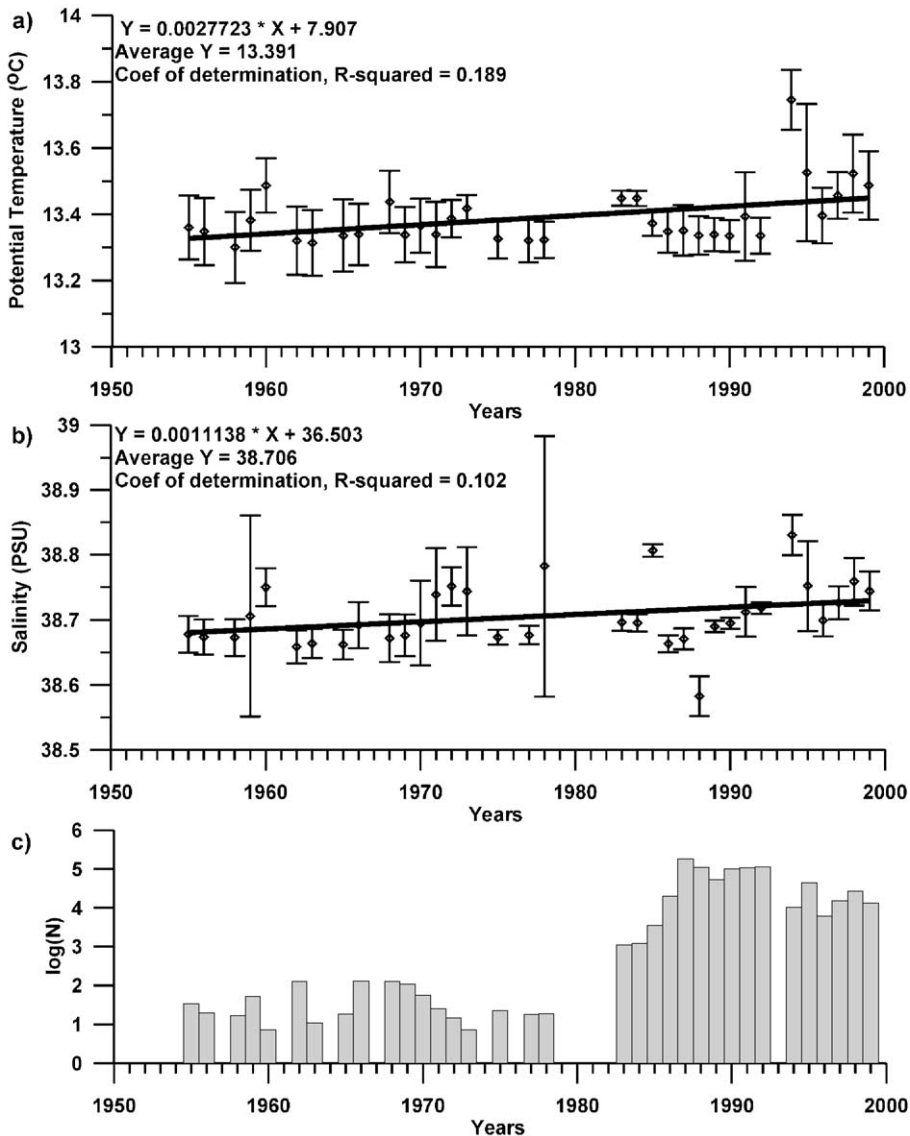 a)
Y = 0.0027723 * X + 7.907
Average Y = 13.391
Coef of determination, R-squared = 0.189
Potential Temperature (ºC)
14
13.8
13.6
13.4
13.2
13
1950 1960 1970 1980 1990 2000
Years
b)
Y = 0.0011138 * X + 36.503
Average Y = 38.706
Coef of determination, R-squared = 0.102
Salinity (PSU)
39
38.9
38.8
38.7
38.6
38.5
1950 1960 1970 1980 1990 2000
Years
c)
log(N)
6
5
4
3
2
1
0
1950 1960 1970 1980 1990 2000
Years